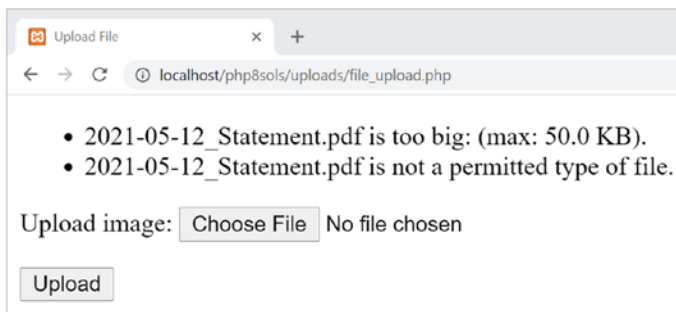 Upload File
localhost/php8sols/uploads/file_upload.php
2021-05-12_Statement.pdf is too big: (max: 50.0 KB).
2021-05-12_Statement.pdf is not a permitted type of file.
Upload image: Choose File No file chosen
Upload